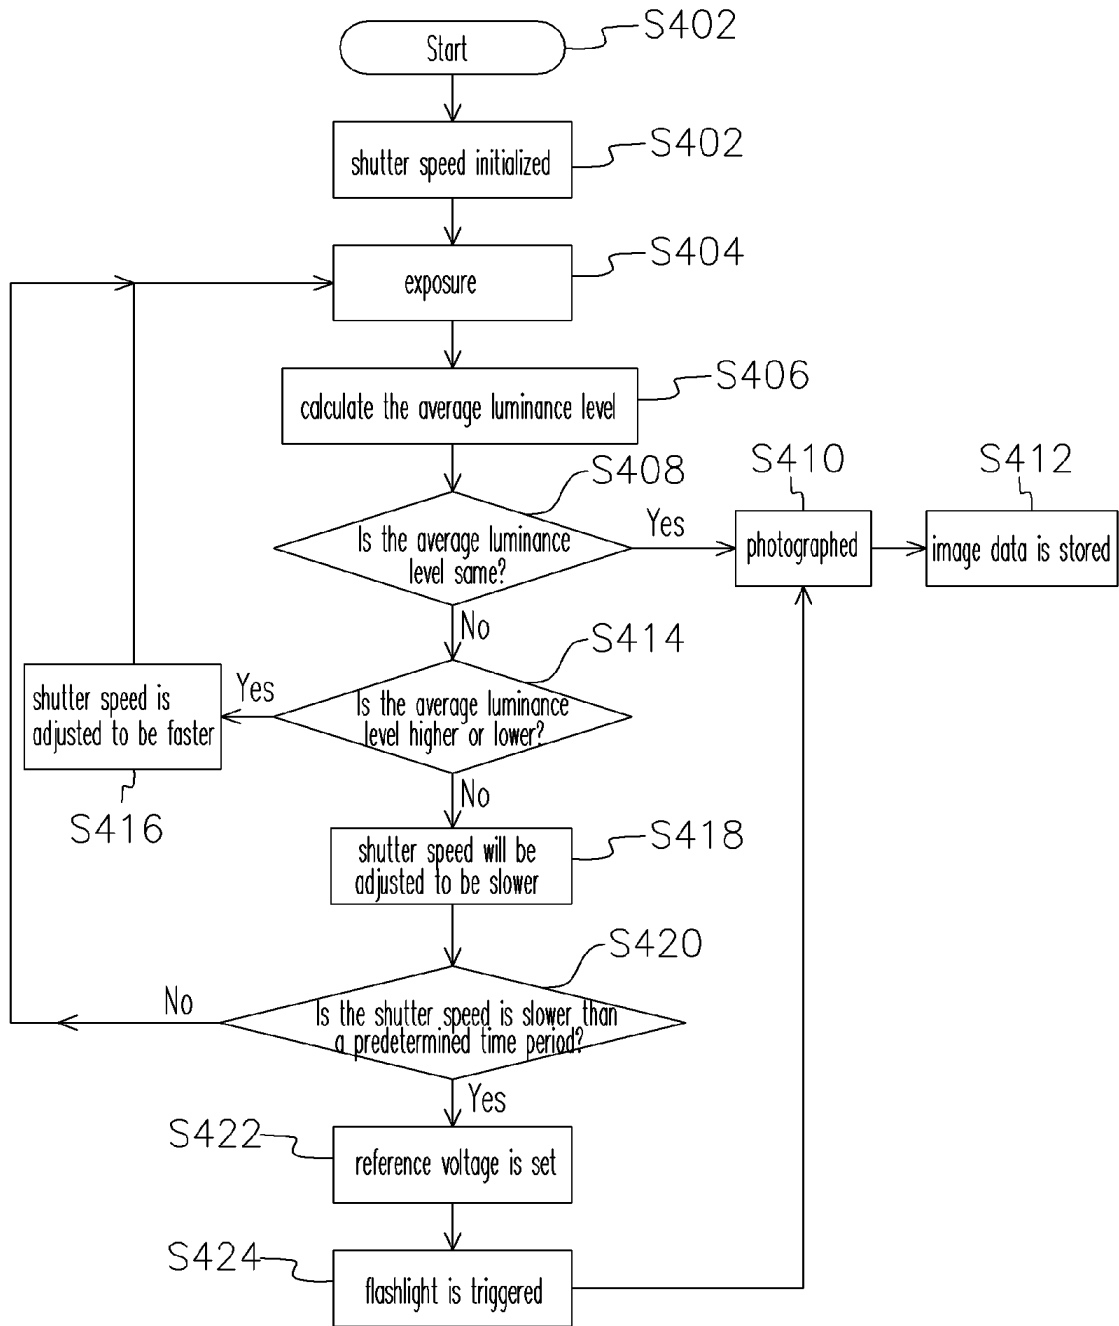 Start
S402
shutter speed initialized
S402
exposure
S404
calculate the average luminance level
S406
Is the average luminance
level same?
S408
Yes
photographed
S410
image data is stored
S412
No
Is the average luminance
level higher or lower?
S414
Yes
shutter speed is
adjusted to be faster
S416
No
shutter speed will be
adjusted to be slower
S418
Is the shutter speed is slower than
a predetermined time period?
S420
No
Yes
reference voltage is set
S422
flashlight is triggered
S424